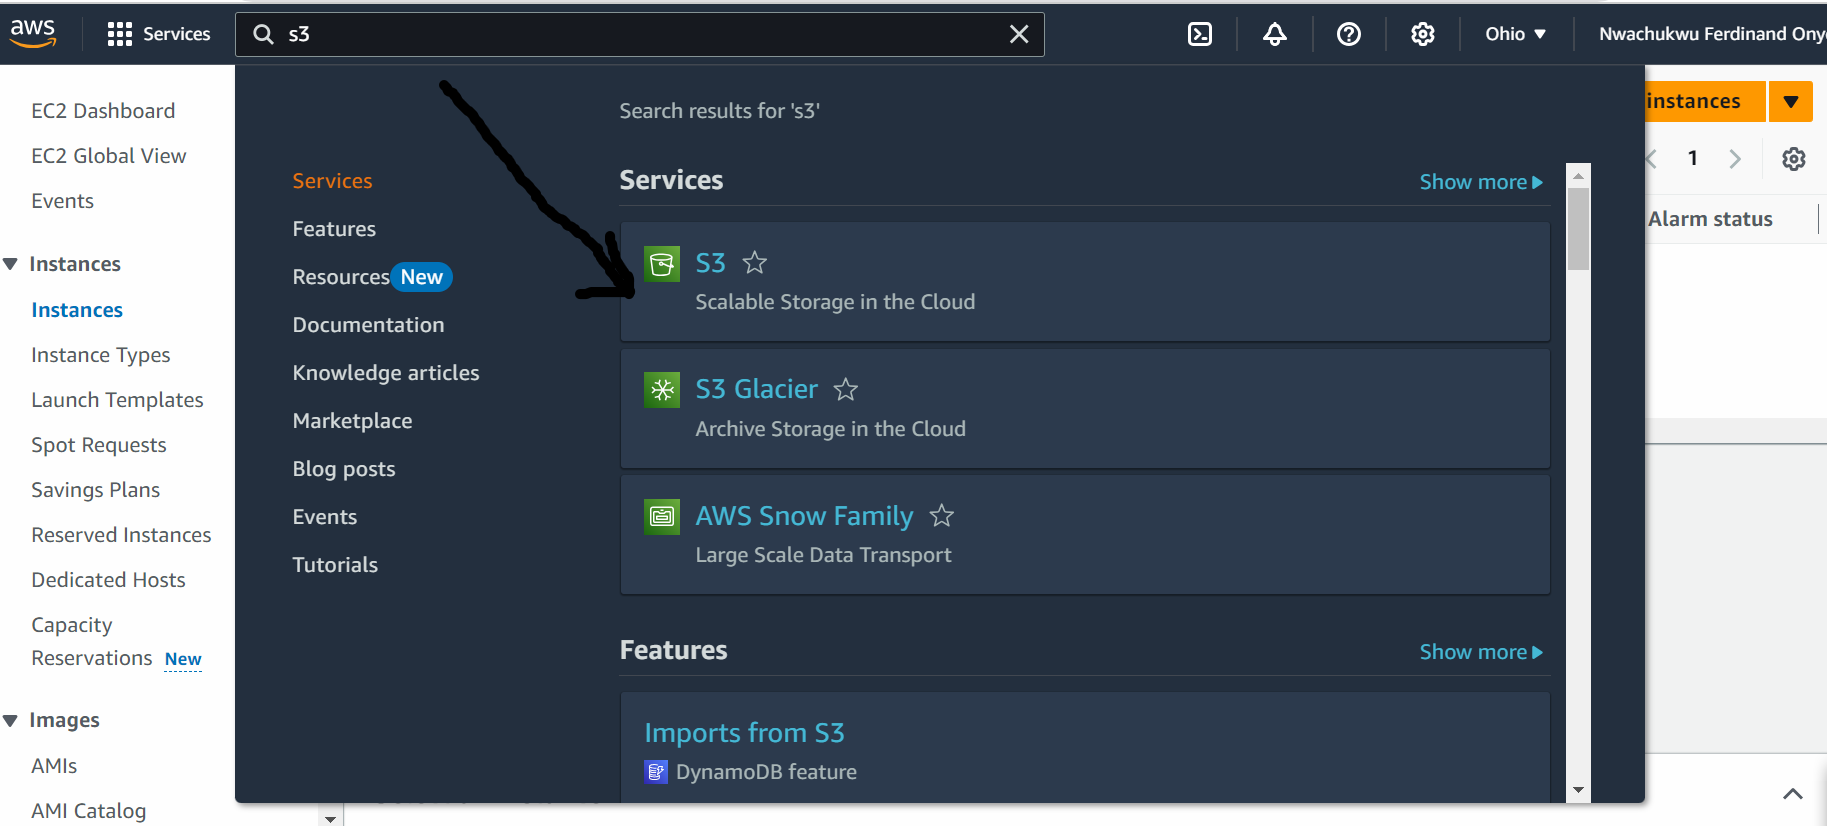 aws
Services
s3
Ohio
Nwachukwu Ferdinand
EC2 Dashboard
EC2 Global View
Events
Instances
Instances
Instance Types
Launch Templates
Spot Requests
Savings Plans
Reserved Instances
Dedicated Hosts
Capacity
Reservations New
Images
AMIs
AMI Catalog
Search results for 's3'
Services
Features
Resources New
Documentation
Knowledge articles
Marketplace
Blog posts
Events
Tutorials
Services
Show more
S3
Scalable Storage in the Cloud
S3 Glacier
Archive Storage in the Cloud
AWS Snow Family
Large Scale Data Transport
Features
Show more
Imports from S3
DynamoDB feature
instances
1
Alarm status